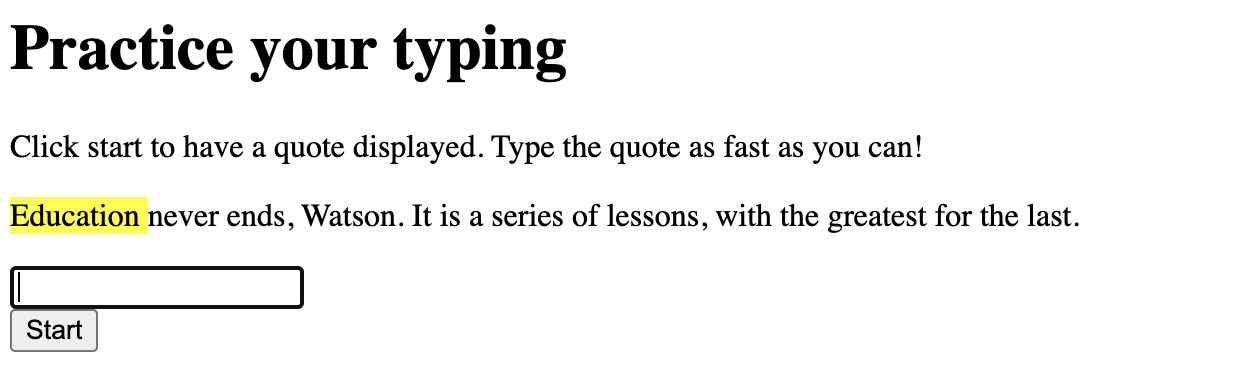 Practice your typing
Click start to have a quote displayed. Type the quote as fast as you can!
Education never ends, Watson. It is a series of lessons, with the greatest for the last.
Start